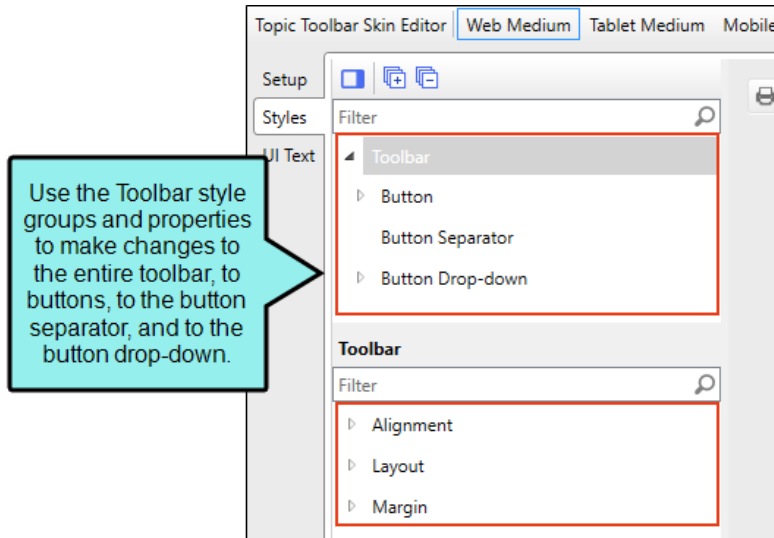 Topic Toolbar Skin Editor Web Medium Tablet Medium Mobile
Setup
Styles
UI Text
Filter
Toolbar
Button
Button Separator
Button Drop-down
Use the Toolbar style
groups and properties
to make changes to
the entire toolbar, to
buttons, to the button
separator, and to the
button drop-down.
Toolbar
Filter
Alignment
Layout
Margin